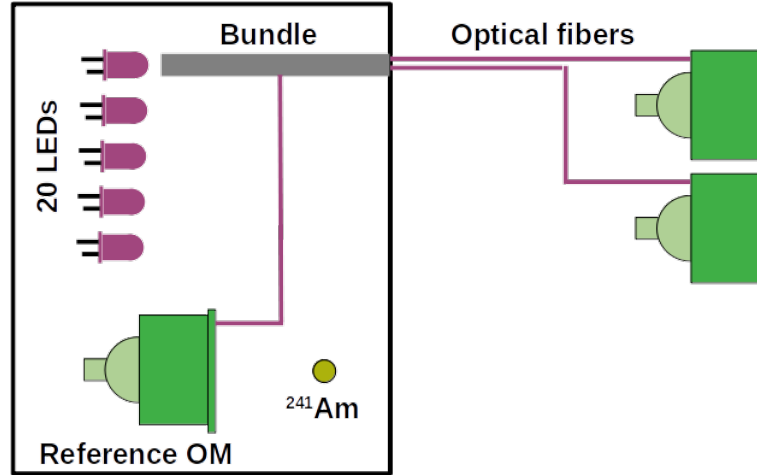 Bundle
Optical fibers
20 LEDs
²⁴¹Am
Reference OM